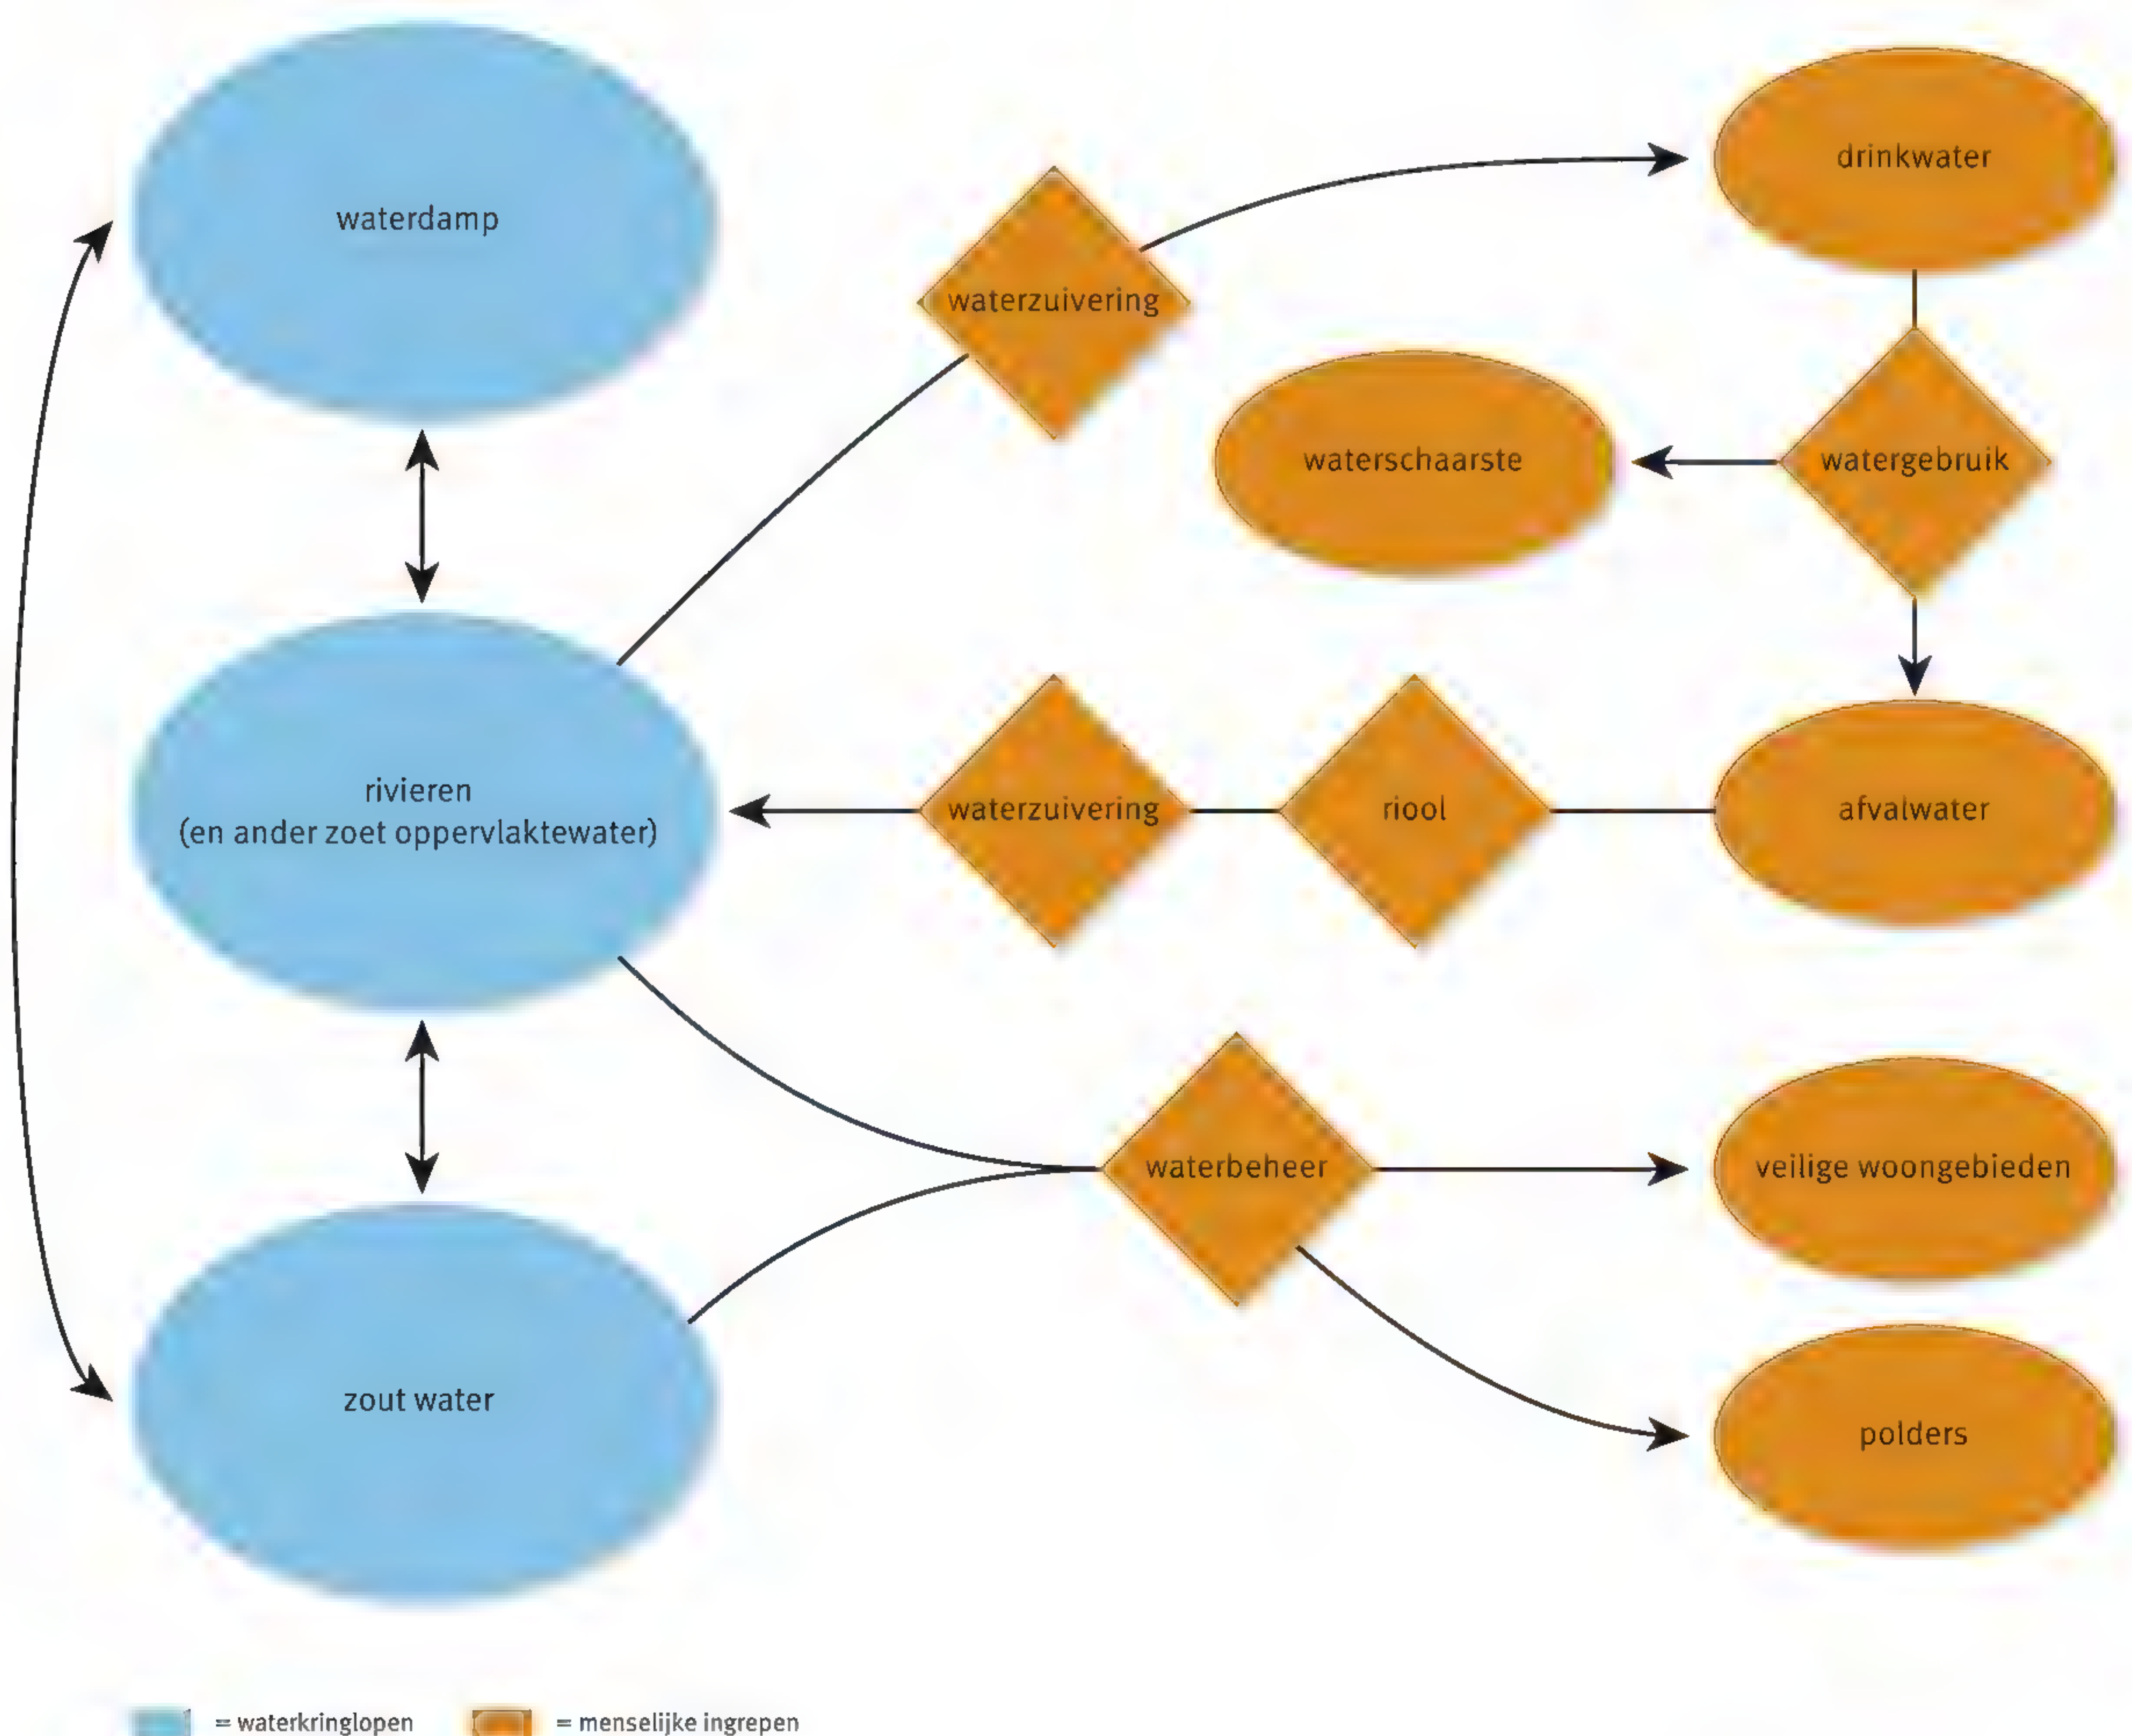 waterdamp
drinkwater
waterzuivering
waterschaarste
watergebruik
rivieren
(en ander zoet oppervlaktewater)
waterzuivering
riool
afvalwater
waterbeheer
veilige woongebieden
zout water
polders
= waterkringlopen
= menselijke ingrepen